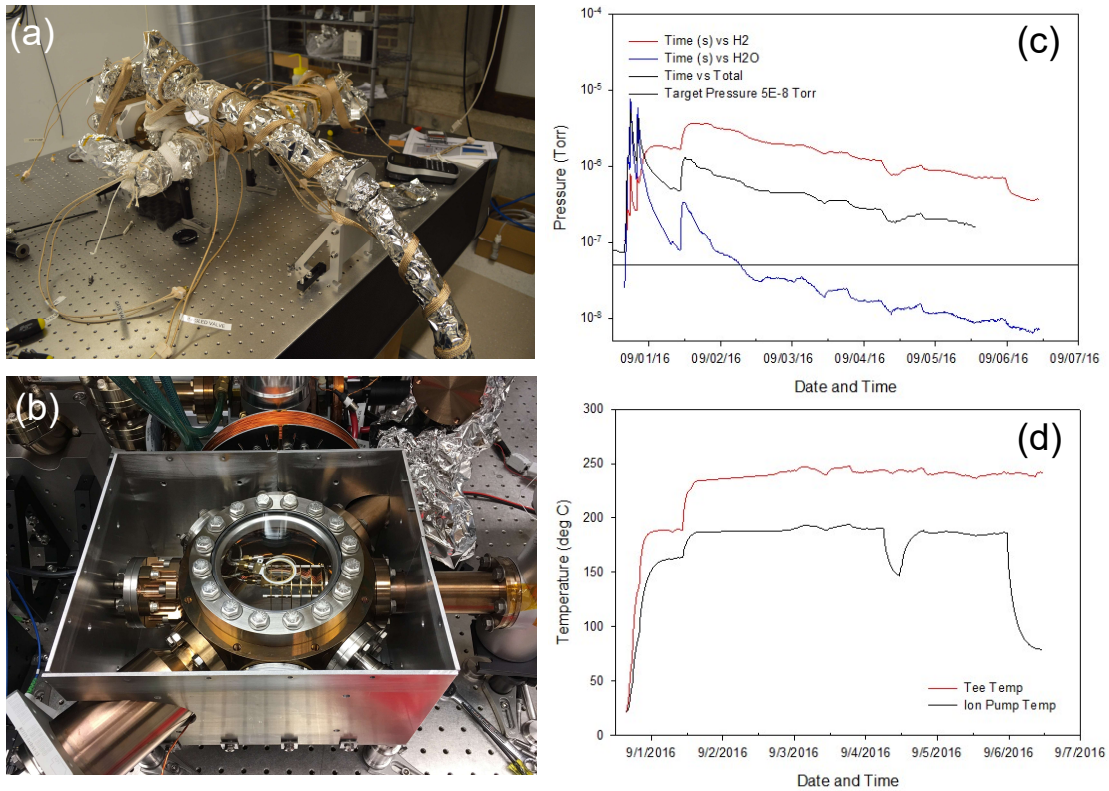 (a)
SEED VALVE
(b)
(c)
Time (s) vs H2
Time (s) vs H2O
Time vs Total
Target Pressure 5E-8 Torr
Pressure (Torr)
10-4
10-5
10-6
10-7
10-8
09/01/16 09/02/16 09/03/16 09/04/16 09/05/16 09/06/16 09/07/16
Date and Time
(d)
Temperature (deg C)
300
250
200
150
100
50
0
Tee Temp
Ion Pump Temp
9/1/2016 9/2/2016 9/3/2016 9/4/2016 9/5/2016 9/6/2016 9/7/2016
Date and Time